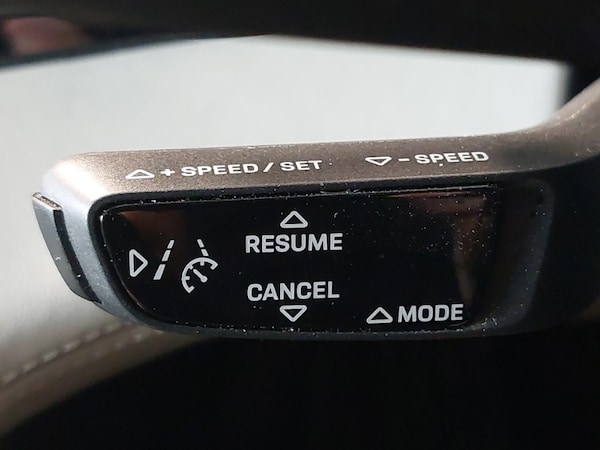 △ + SPEED / SET ▽ - SPEED
△
RESUME
CANCEL
▽
△ MODE